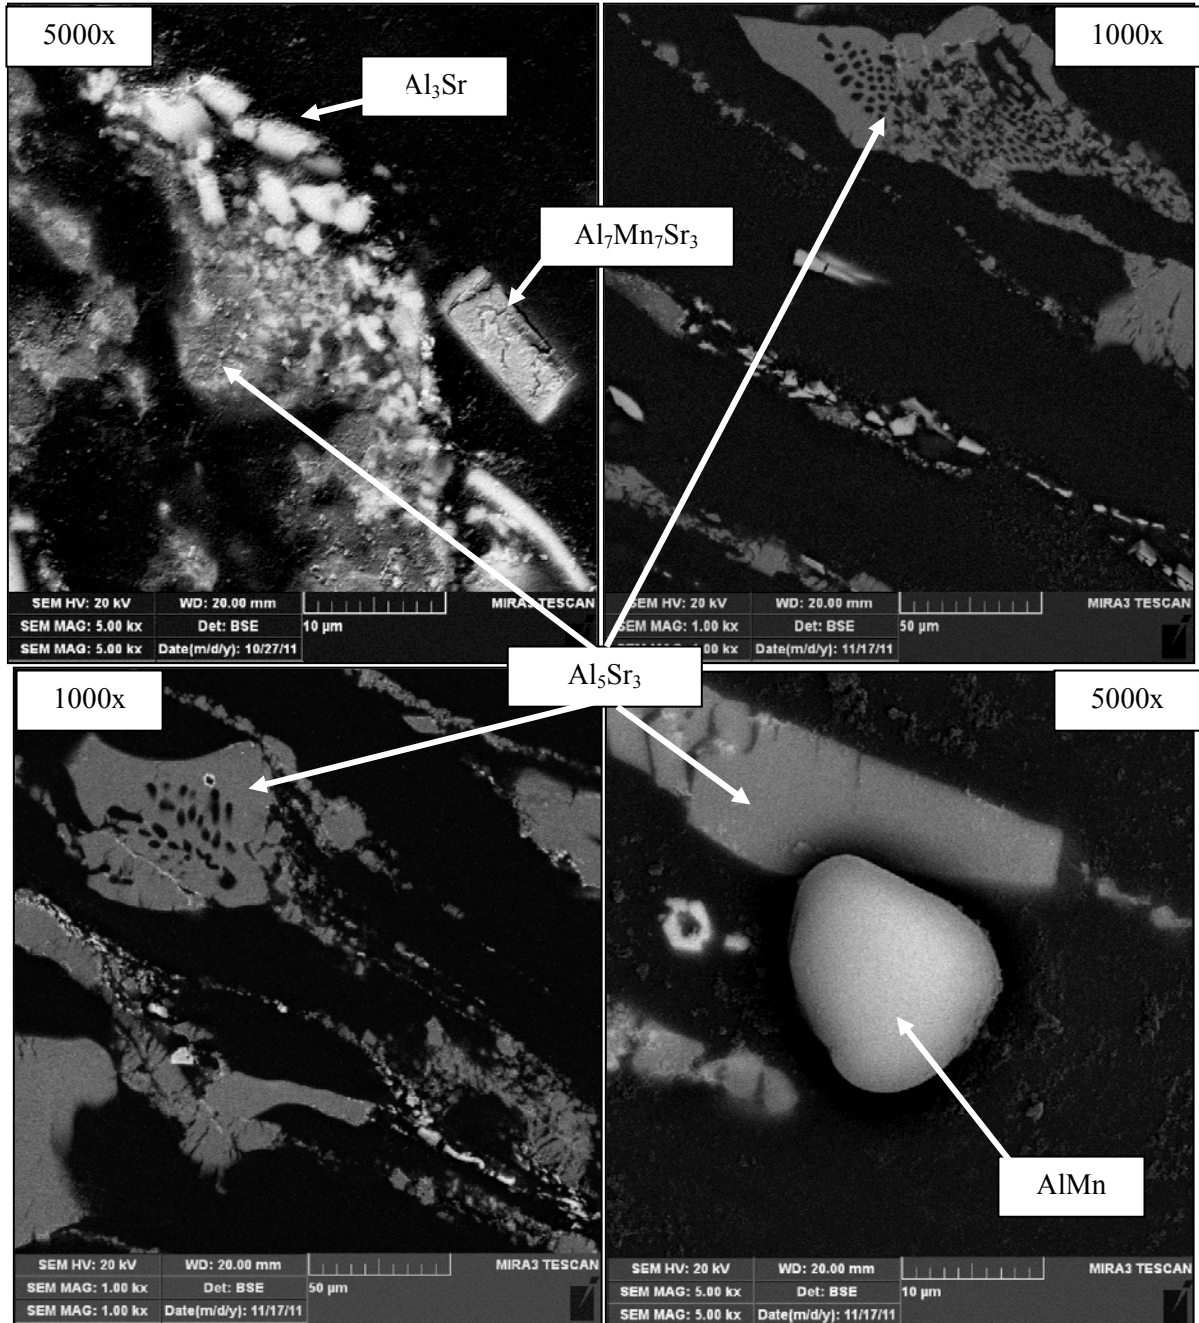 5000x
Al₃Sr
Al₇Mn₇Sr₃
SEM HV: 20 kV WD: 20.00 mm MIRA3 TESCAN
SEM MAG: 5.00 kx Det: BSE 10 µm
SEM MAG: 5.00 kx Date(m/d/y): 10/27/11
1000x
SEM HV: 20 kV WD: 20.00 mm MIRA3 TESCAN
SEM MAG: 1.00 kx Det: BSE 50 µm
1.00 kx Date(m/d/y): 11/17/11
Al₅Sr₃
1000x
SEM HV: 20 kV WD: 20.00 mm MIRA3 TESCAN
SEM MAG: 1.00 kx Det: BSE 50 µm
SEM MAG: 1.00 kx Date(m/d/y): 11/17/11
5000x
AlMn
SEM HV: 20 kV WD: 20.00 mm MIRA3 TESCAN
SEM MAG: 5.00 kx Det: BSE 10 µm
SEM MAG: 5.00 kx Date(m/d/y): 11/17/11